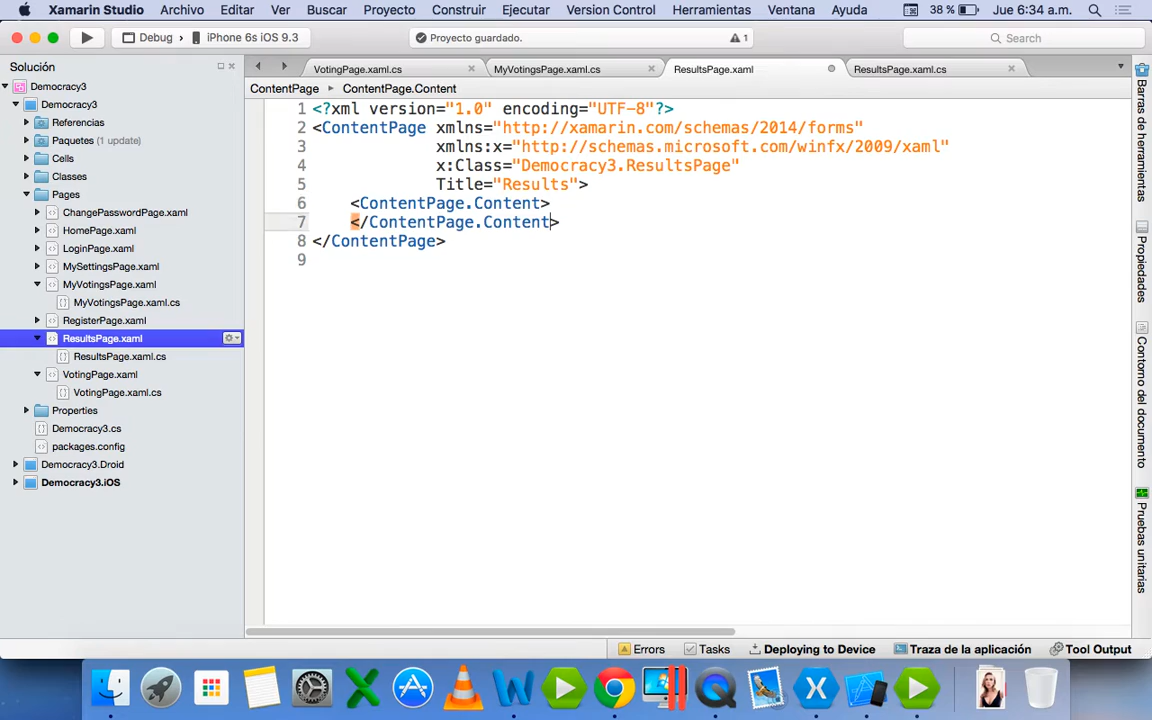 Xamarin Studio Archivo Editar Ver Buscar Proyecto Construir Ejecutar Version Control Herramientas Ventana Ayuda 38 % Jue 6:34 a.m.
Debug iPhone 6s iOS 9.3 Proyecto guardado. 1 Search
Solución
VotingPage.xaml.cs MyVotingsPage.xaml.cs ResultsPage.xaml ResultsPage.xaml.cs
ContentPage ContentPage.Content
Democracy3
Democracy3
Referencias
Paquetes (1 update)
Cells
Classes
Pages
ChangePasswordPage.xaml
HomePage.xaml
LoginPage.xaml
MySettingsPage.xaml
MyVotingsPage.xaml
MyVotingsPage.xaml.cs
RegisterPage.xaml
ResultsPage.xaml
ResultsPage.xaml.cs
VotingPage.xaml
VotingPage.xaml.cs
Properties
Democracy3.cs
packages.config
Democracy3.Droid
Democracy3.iOS
1 <?xml version="1.0" encoding="UTF-8"?>
2 <ContentPage xmlns="http://xamarin.com/schemas/2014/forms"
3 xmlns:x="http://schemas.microsoft.com/winfx/2009/xaml"
4 x:Class="Democracy3.ResultsPage"
5 Title="Results">
6 <ContentPage.Content>
7 </ContentPage.Content>
8 </ContentPage>
9
Barras de herramientas
Propiedades
Contorno del documento
Pruebas unitarias
Errors Tasks Deploying to Device Traza de la aplicación Tool Output